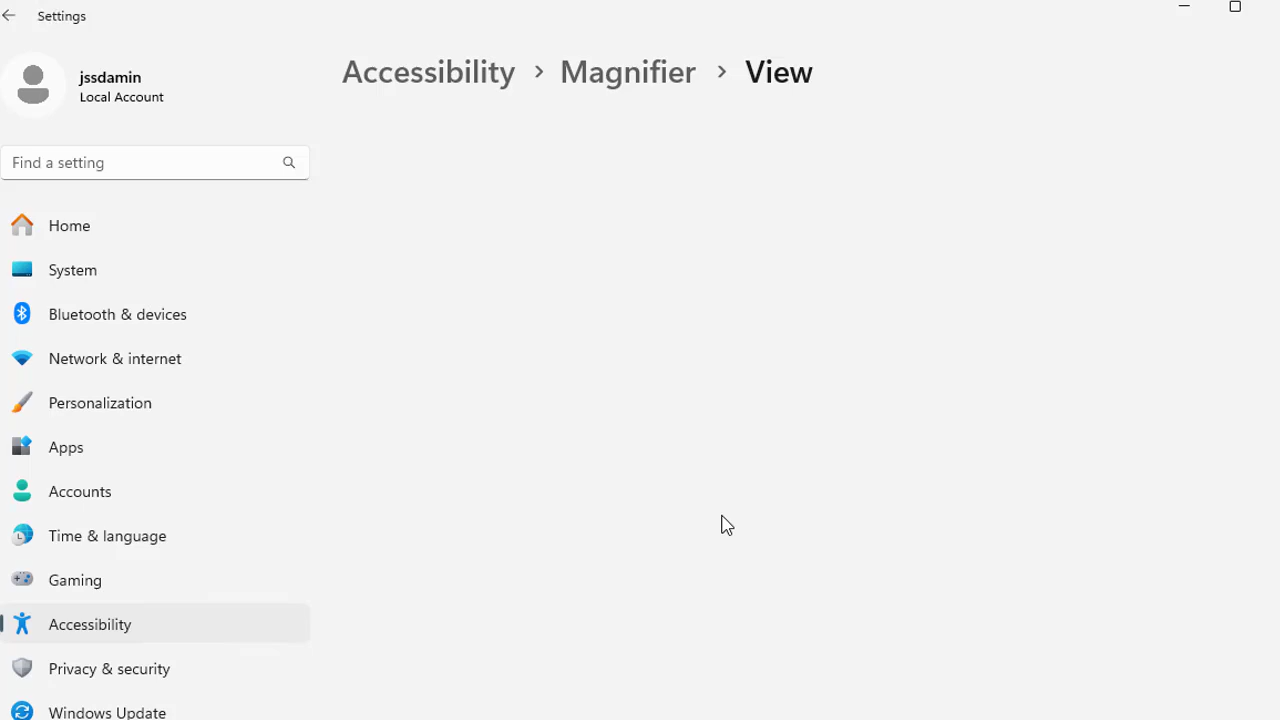 Settings
jssdamin
Local Account
Accessibility > Magnifier > View
Find a setting
Home
System
Bluetooth & devices
Network & internet
Personalization
Apps
Accounts
Time & language
Gaming
Accessibility
Privacy & security
Windows Update